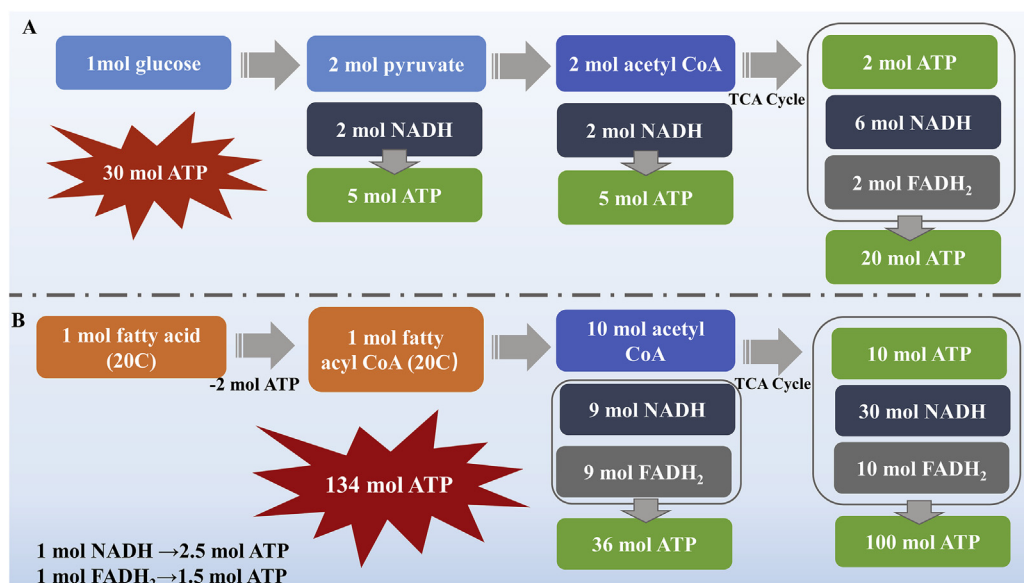 A
1mol glucose
2 mol pyruvate
2 mol acetyl CoA
TCA Cycle
2 mol ATP
6 mol NADH
2 mol FADH₂
20 mol ATP
2 mol NADH
5 mol ATP
2 mol NADH
5 mol ATP
30 mol ATP
B
1 mol fatty acid
(20C)
-2 mol ATP
1 mol fatty
acyl CoA (20C)
10 mol acetyl
CoA
TCA Cycle
10 mol ATP
30 mol NADH
10 mol FADH₂
100 mol ATP
9 mol NADH
9 mol FADH₂
36 mol ATP
134 mol ATP
1 mol NADH →2.5 mol ATP
1 mol FADH₂→1.5 mol ATP